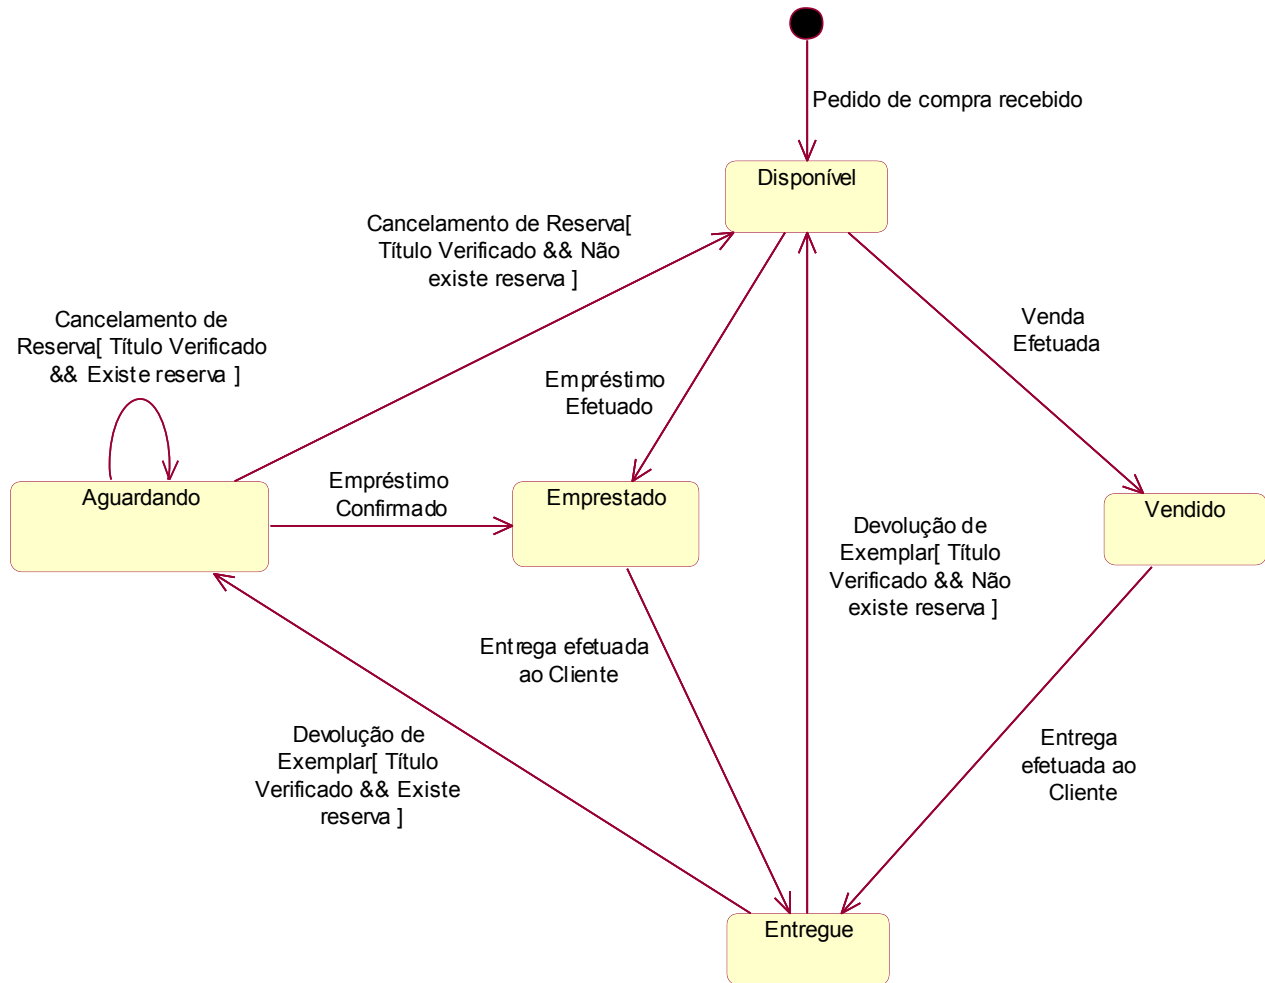 Pedido de compra recebido
Disponível
Cancelamento de Reserva[
Título Verificado && Não
existe reserva ]
Cancelamento de
Reserva[ Título Verificado
&& Existe reserva ]
Venda
Efetuada
Empréstimo
Efetuado
Aguardando
Empréstimo
Confirmado
Emprestado
Vendido
Devolução de
Exemplar[ Título
Verificado && Não
existe reserva ]
Entrega efetuada
ao Cliente
Devolução de
Exemplar[ Título
Verificado && Existe
reserva ]
Entrega
efetuada ao
Cliente
Entregue